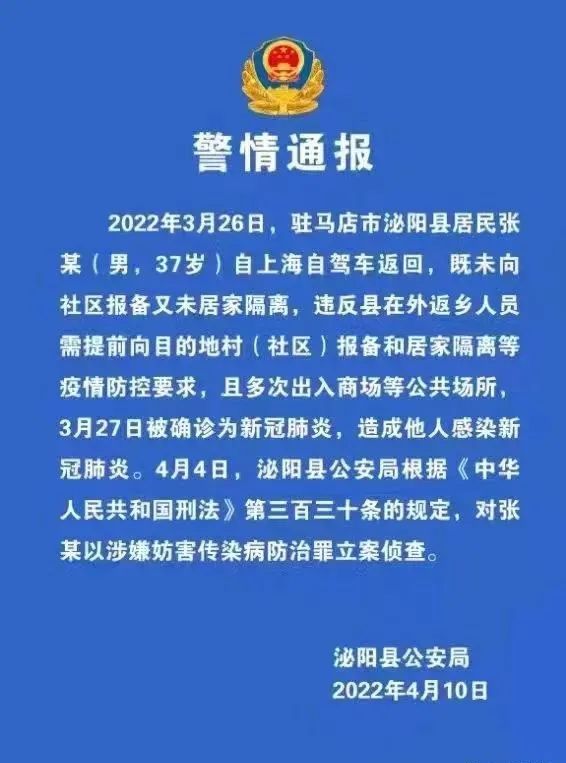 警情通报
2022年3月26日，驻马店市泌阳县居民张
某（男，37岁）自上海自驾车返回，既未向
社区报备又未居家隔离，违反县在外返乡人员
需提前向目的地村（社区）报备和居家隔离等
疫情防控要求，且多次出入商场等公共场所，
3月27日被确诊为新冠肺炎，造成他人感染新
冠肺炎。4月4日，泌阳县公安局根据《中华
人民共和国刑法》第三百三十条的规定，对张
某以涉嫌妨害传染病防治罪立案侦查。
泌阳县公安局
2022年4月10日